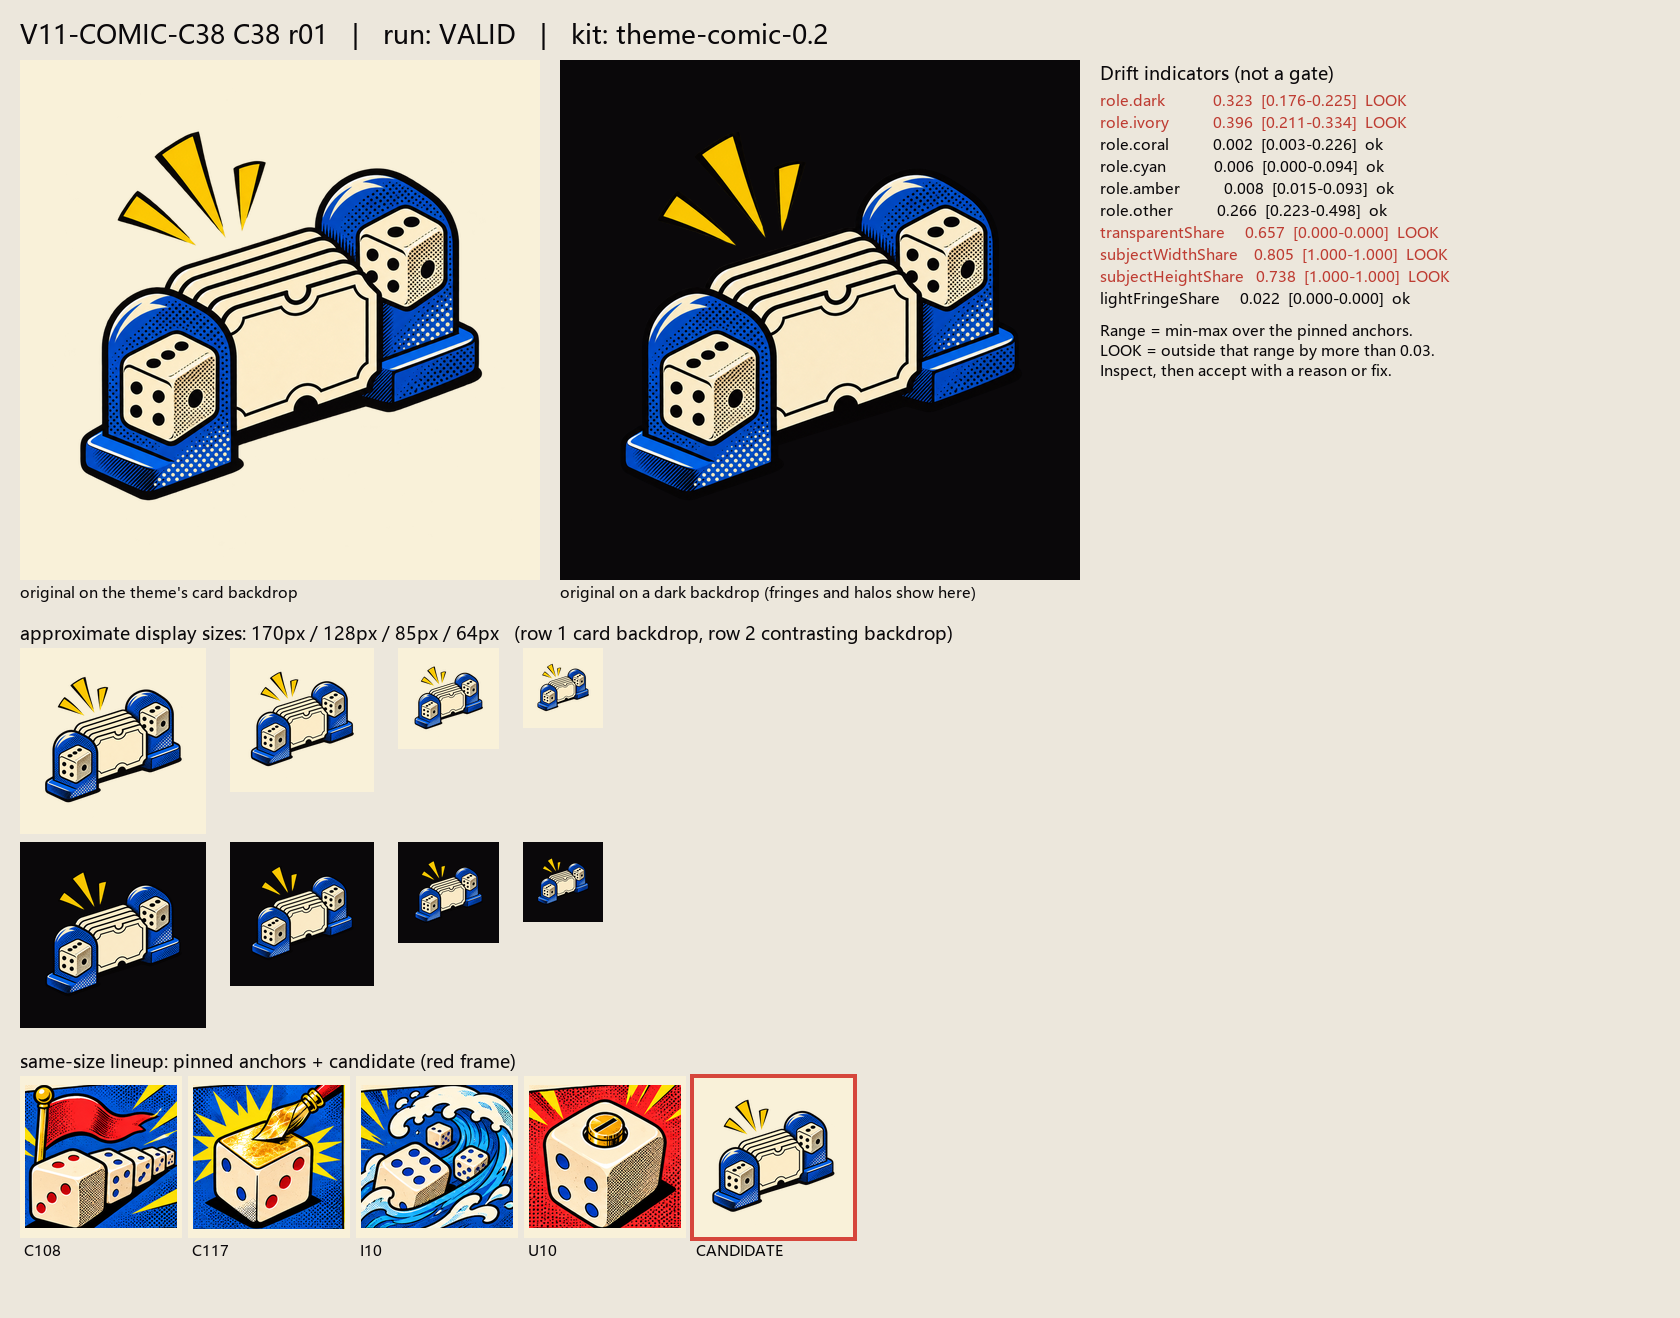 V11-COMIC-C38 C38 r01 | run: VALID | kit: theme-comic-0.2
Drift indicators (not a gate)
role.dark 0.323 [0.176-0.225] LOOK
role.ivory 0.396 [0.211-0.334] LOOK
role.coral 0.002 [0.003-0.226] ok
role.cyan 0.006 [0.000-0.094] ok
role.amber 0.008 [0.015-0.093] ok
role.other 0.266 [0.223-0.498] ok
transparentShare 0.657 [0.000-0.000] LOOK
subjectWidthShare 0.805 [1.000-1.000] LOOK
subjectHeightShare 0.738 [1.000-1.000] LOOK
lightFringeShare 0.022 [0.000-0.000] ok
Range = min-max over the pinned anchors.
LOOK = outside that range by more than 0.03.
Inspect, then accept with a reason or fix.
original on the theme's card backdrop
original on a dark backdrop (fringes and halos show here)
approximate display sizes: 170px / 128px / 85px / 64px (row 1 card backdrop, row 2 contrasting backdrop)
same-size lineup: pinned anchors + candidate (red frame)
C108
C117
I10
U10
CANDIDATE